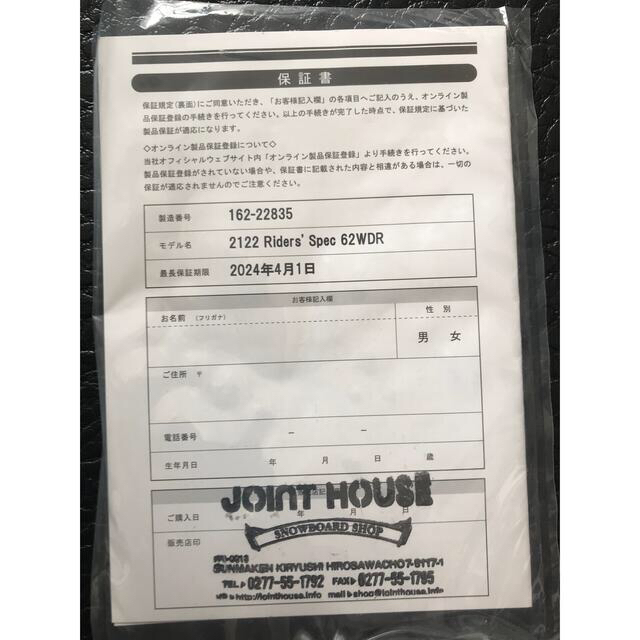 保証書
保証規定(裏面)にご同意いただき、「お客様記入欄」の各項目へご記入のうえ、オンライン製
品保証登録の手続きを行ってください。以上の手続きが完了した時点で、保証規定に基づいた
製品保証が適応になります。
◇オンライン製品保証登録について◇
当社オフィシャルウェブサイト内「オンライン製品保証登録」より手続きを行ってください。
製品保証登録がされていない場合や、保証書に記載された内容と相違がある場合は、一切の
保証が適応されませんのでご注意ください。
製造番号 162-22835
モデル名 2122 Riders' Spec 62WDR
最長保証期限 2024年4月1日
お客様記入欄
お名前 (フリガナ) 性 別
男 女
ご住所 〒
電話番号 － －
生年月日 年 月 日 歳
JOINT HOUSE
ご購入日 年 月 日
SNOWBOARD SHOP
販売店印
KIRYUSHI HIROSAWACHO 7-6117-1
TEL▶0277-55-1792 FAX▶0277-55-1795
http://jointhouse.info mail▶shop@jointhouse.info